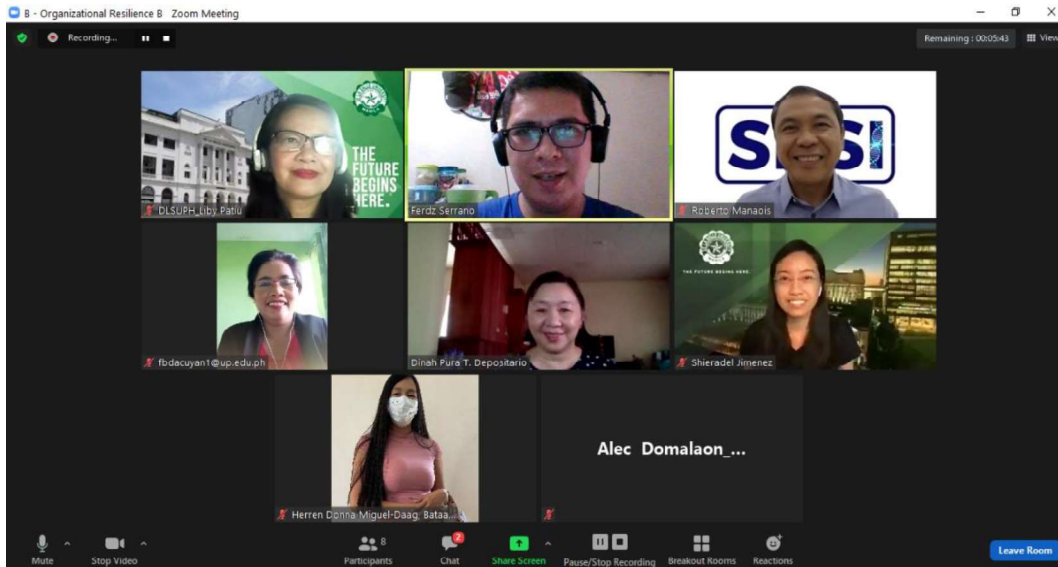 B - Organizational Resilience B Zoom Meeting
Recording...
Remaining : 00:05:43
View
THE
FUTURE
BEGINS
HERE.
DLSUPH_Liby Patiu
Ferdz Serrano
Roberto Manaois
THE FUTURE BEGINS HERE.
fbdacuyan1@up.edu.ph
Dinah Pura T. Depositario
Shieradel Jimenez
Alec Domalaon_...
Herren Donna-Miguel-Daag, Bataa...
Mute
Stop Video
8
Participants
2
Chat
Share Screen
Pause/Stop Recording
Breakout Rooms
Reactions
Leave Room